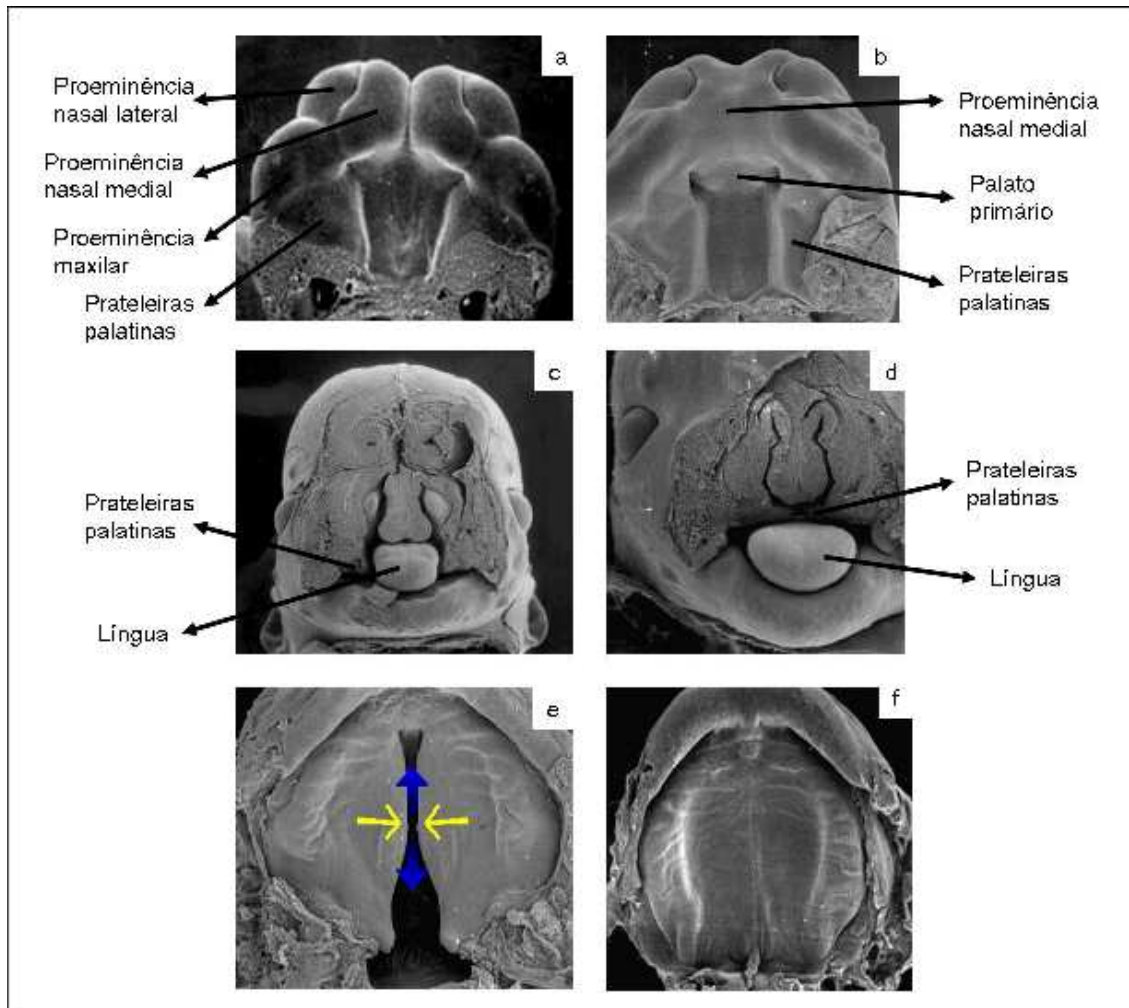 a
Proeminência
nasal lateral
Proeminência
nasal medial
Proeminência
maxilar
Prateleiras
palatinas
b
Proeminência
nasal medial
Palato
primário
Prateleiras
palatinas
c
Prateleiras
palatinas
Língua
d
Prateleiras
palatinas
Língua
e
f